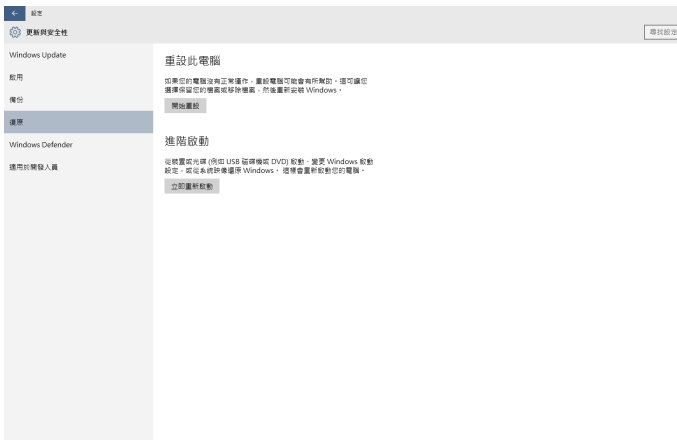 設定
更新與安全性
尋找設定
Windows Update
啟用
備份
復原
Windows Defender
適用於開發人員
重設此電腦
如果您的電腦沒有正常運作，重設電腦可能會有所幫助。這可讓您
選擇保留您的檔案或移除檔案，然後重新安裝 Windows。
開始重設
進階啟動
從裝置或光碟 (例如 USB 磁碟機或 DVD) 啟動、變更 Windows 啟動
設定，或從系統映像還原 Windows。 這樣會重新啟動您的電腦。
立即重新啟動